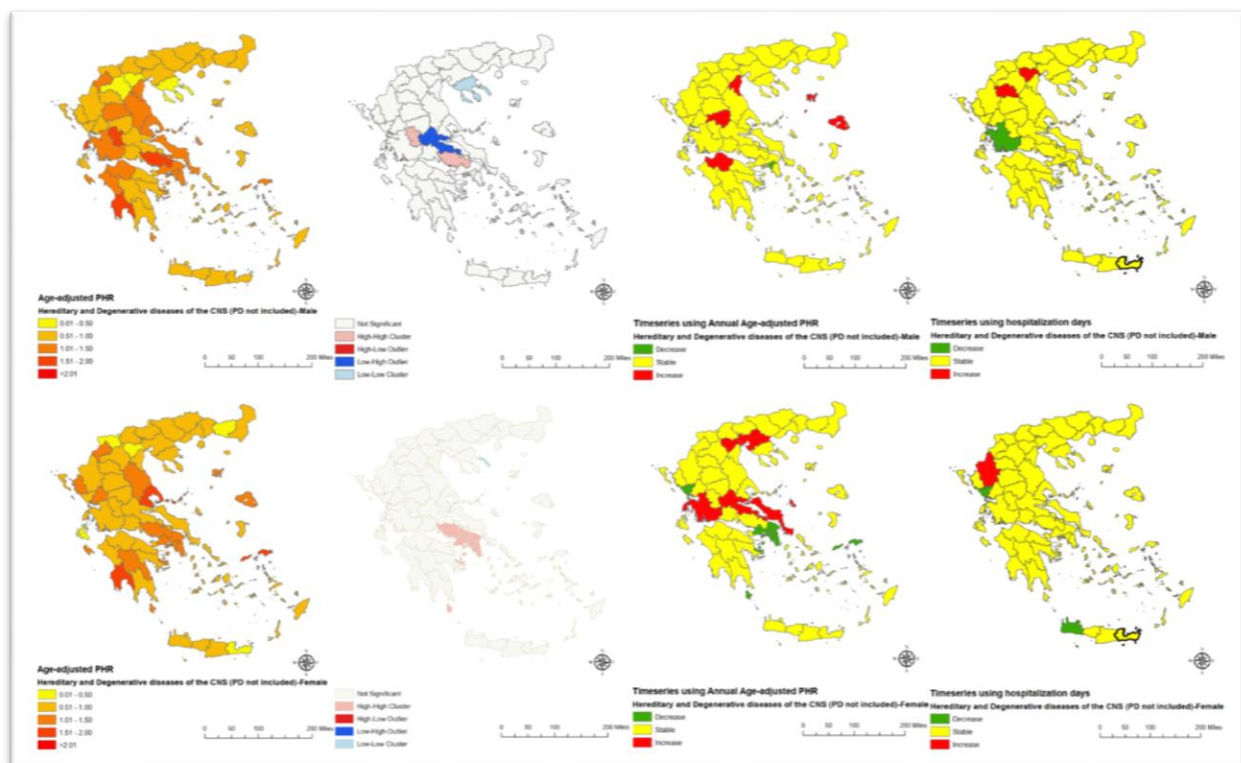 Age-adjusted PHR
Hereditary and Degenerative diseases of the CNS (PD not included)-Male
0.01 - 0.50
0.51 - 1.00
1.01 - 1.50
1.51 - 2.00
>2.01
0 50 100 200 Miles
Not Significant
High-High Cluster
High-Low Outlier
Low-High Outlier
Low-Low Cluster
0 50 100 200 Miles
Timeseries using Annual Age-adjusted PHR
Hereditary and Degenerative diseases of the CNS (PD not included)-Male
Decrease
Stable
Increase
0 50 100 200 Miles
Timeseries using hospitalization days
Hereditary and Degenerative diseases of the CNS (PD not included)-Male
Decrease
Stable
Increase
0 50 100 200 Miles
Age-adjusted PHR
Hereditary and Degenerative diseases of the CNS (PD not included)-Female
0.01 - 0.50
0.51 - 1.00
1.01 - 1.50
1.51 - 2.00
>2.01
0 50 100 200 Miles
Not Significant
High-High Cluster
High-Low Outlier
Low-High Outlier
Low-Low Cluster
0 50 100 200 Miles
Timeseries using Annual Age-adjusted PHR
Hereditary and Degenerative diseases of the CNS (PD not included)-Female
Decrease
Stable
Increase
0 50 100 200 Miles
Timeseries using hospitalization days
Hereditary and Degenerative diseases of the CNS (PD not included)-Female
Decrease
Stable
Increase
0 50 100 200 Miles